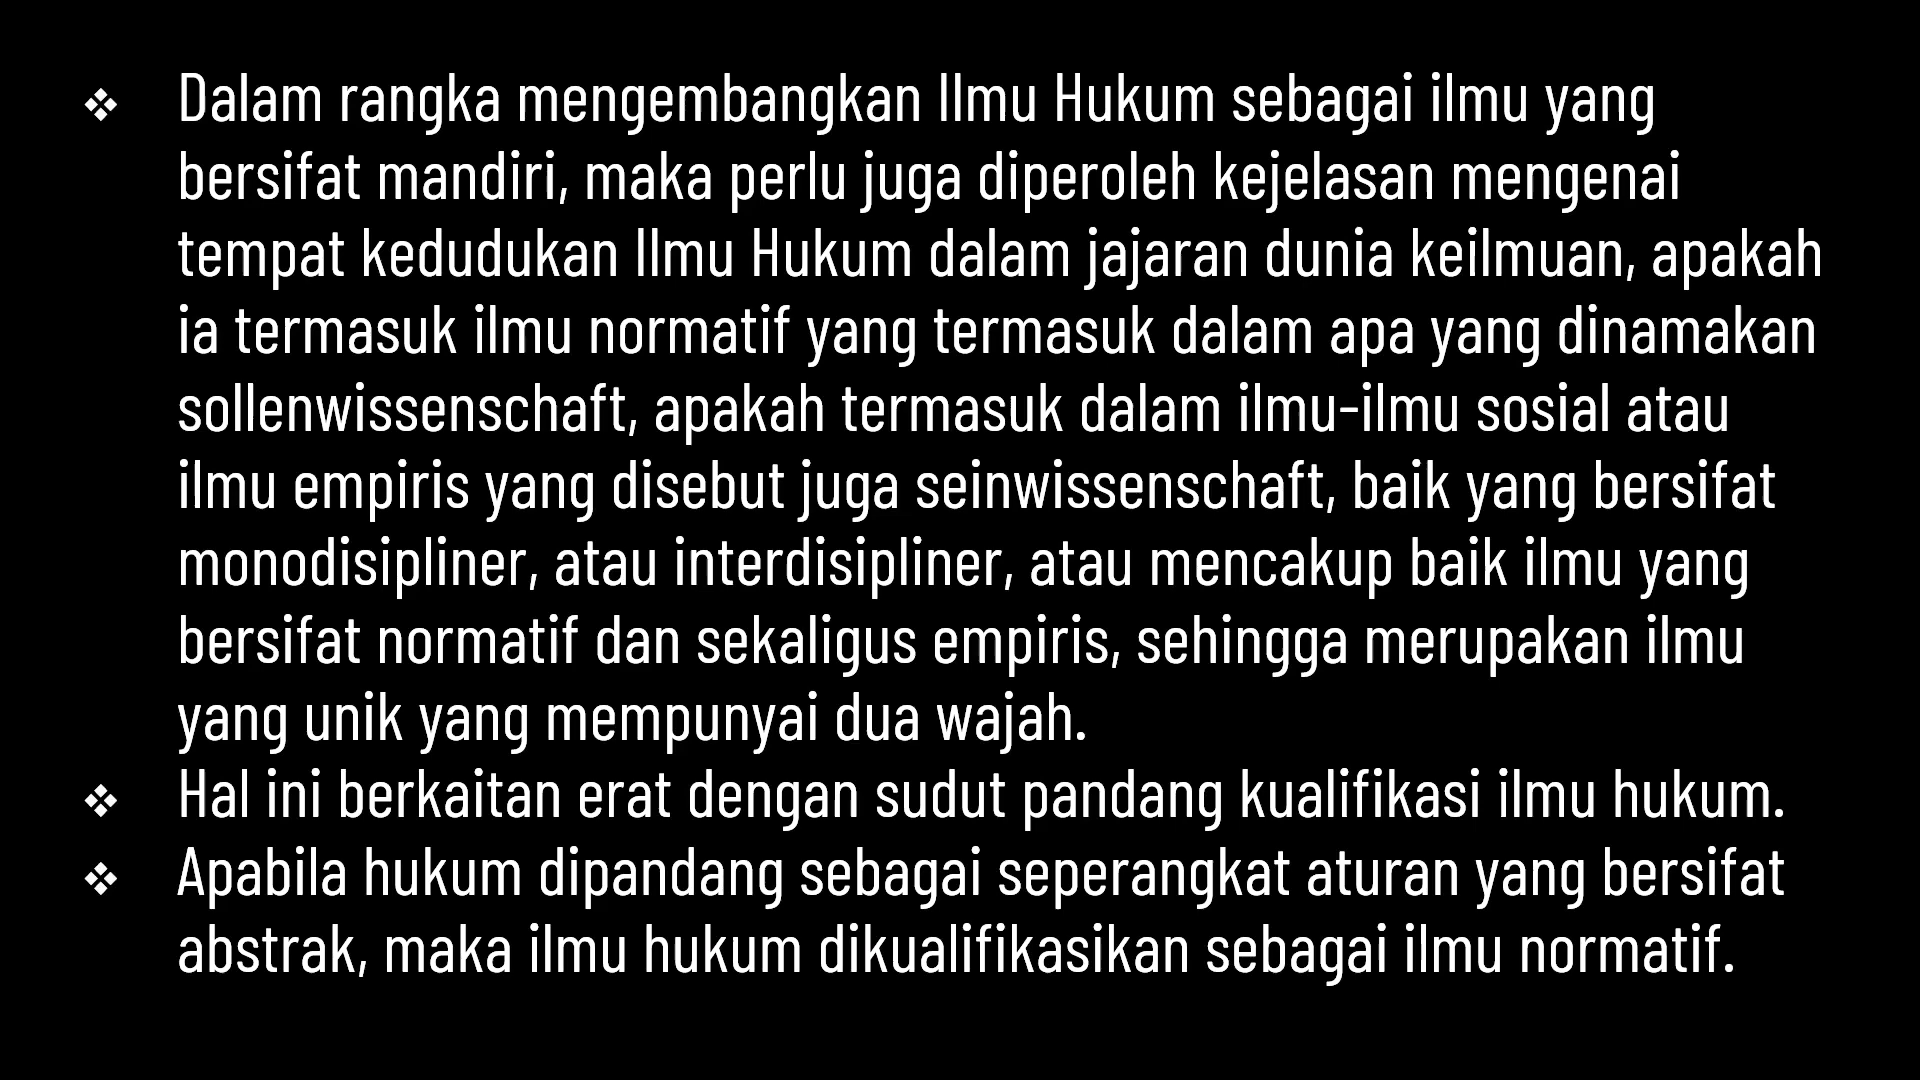 ❖ Dalam rangka mengembangkan Ilmu Hukum sebagai ilmu yang
bersifat mandiri, maka perlu juga diperoleh kejelasan mengenai
tempat kedudukan Ilmu Hukum dalam jajaran dunia keilmuan, apakah
ia termasuk ilmu normatif yang termasuk dalam apa yang dinamakan
sollenwissenschaft, apakah termasuk dalam ilmu-ilmu sosial atau
ilmu empiris yang disebut juga seinwissenschaft, baik yang bersifat
monodisipliner, atau interdisipliner, atau mencakup baik ilmu yang
bersifat normatif dan sekaligus empiris, sehingga merupakan ilmu
yang unik yang mempunyai dua wajah.
❖ Hal ini berkaitan erat dengan sudut pandang kualifikasi ilmu hukum.
❖ Apabila hukum dipandang sebagai seperangkat aturan yang bersifat
abstrak, maka ilmu hukum dikualifikasikan sebagai ilmu normatif.